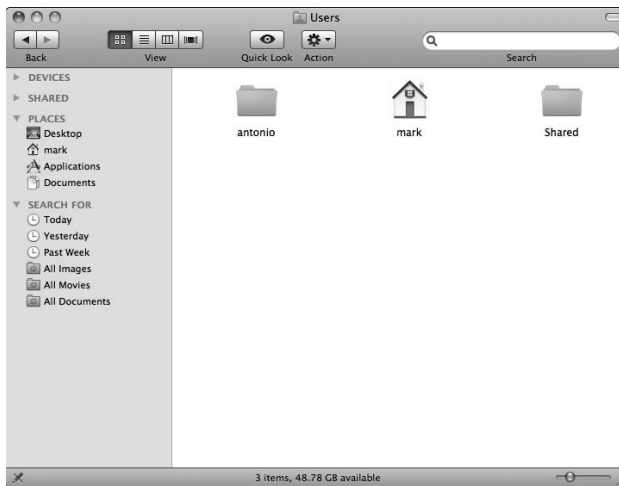 Users
Back
View
Quick Look
Action
Search
DEVICES
SHARED
PLACES
Desktop
mark
Applications
Documents
SEARCH FOR
Today
Yesterday
Past Week
All Images
All Movies
All Documents
antonio
mark
Shared
3 items, 48.78 GB available